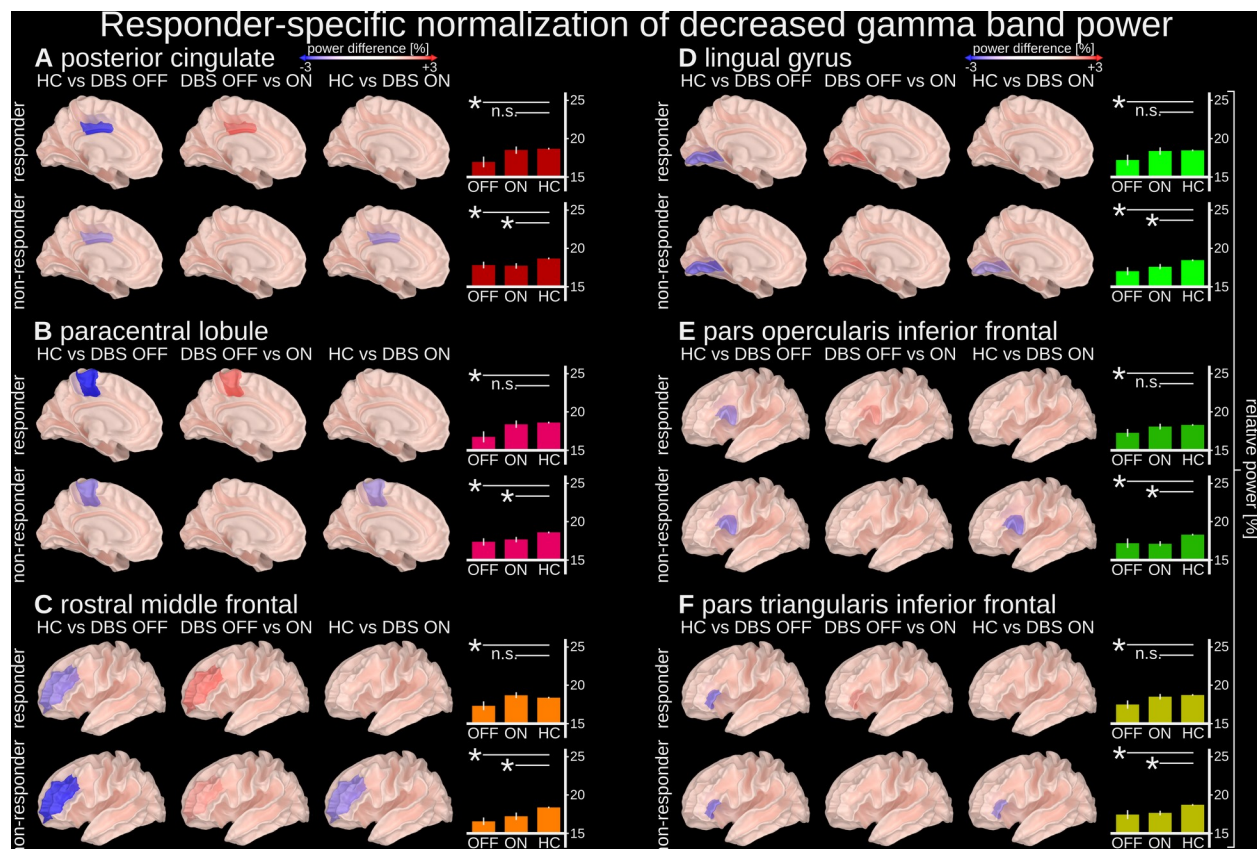 Responder-specific normalization of decreased gamma band power
A posterior cingulate
power difference [%]
-3 +3
HC vs DBS OFF DBS OFF vs ON HC vs DBS ON
responder
* n.s.
25
20
15
OFF ON HC
non-responder
* *
25
20
15
OFF ON HC
B paracentral lobule
HC vs DBS OFF DBS OFF vs ON HC vs DBS ON
responder
* n.s.
25
20
15
OFF ON HC
non-responder
* *
25
20
15
OFF ON HC
C rostral middle frontal
HC vs DBS OFF DBS OFF vs ON HC vs DBS ON
responder
* n.s.
25
20
15
OFF ON HC
non-responder
* *
25
20
15
OFF ON HC
D lingual gyrus
power difference [%]
-3 +3
HC vs DBS OFF DBS OFF vs ON HC vs DBS ON
responder
* n.s.
25
20
15
OFF ON HC
non-responder
* *
25
20
15
OFF ON HC
E pars opercularis inferior frontal
HC vs DBS OFF DBS OFF vs ON HC vs DBS ON
responder
* n.s.
25
20
15
OFF ON HC
non-responder
* *
25
20
15
OFF ON HC
F pars triangularis inferior frontal
HC vs DBS OFF DBS OFF vs ON HC vs DBS ON
responder
* n.s.
25
20
15
OFF ON HC
non-responder
* *
25
20
15
OFF ON HC
relative power [%]